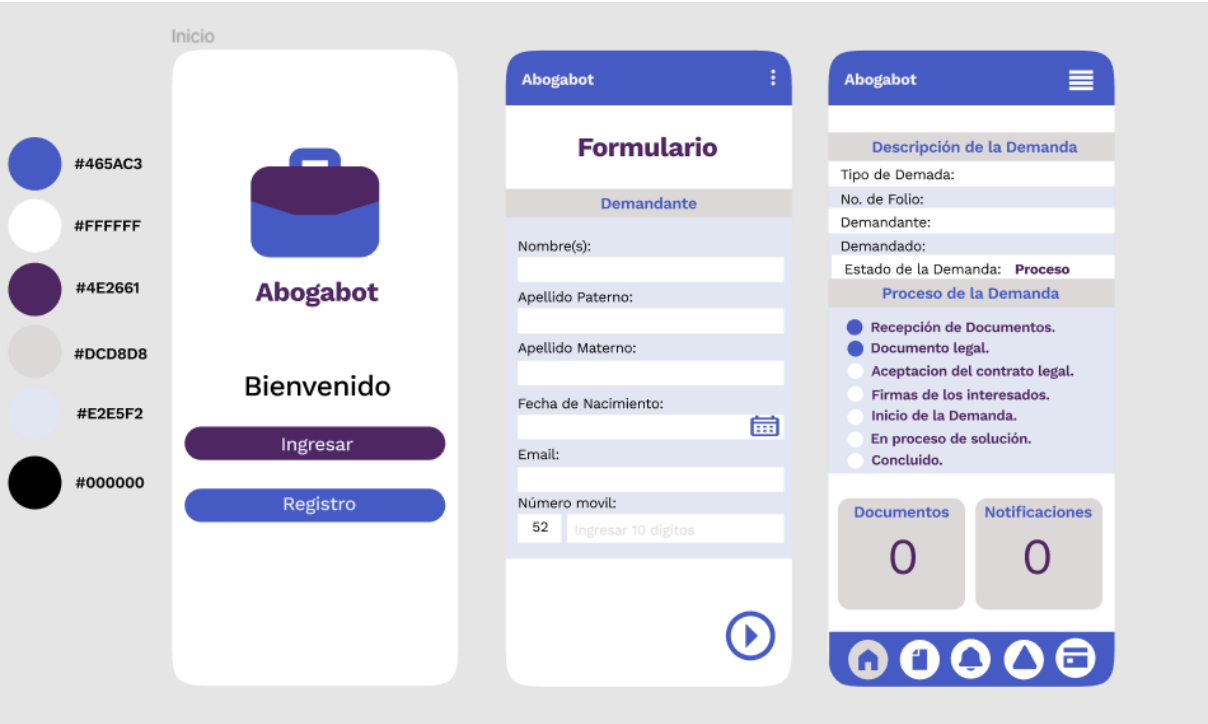 Inicio
#465AC3
#FFFFFF
#4E2661
#DCD8D8
#E2E5F2
#000000
Abogabot
Bienvenido
Ingresar
Registro
Abogabot
Formulario
Demandante
Nombre(s):
Apellido Paterno:
Apellido Materno:
Fecha de Nacimiento:
Email:
Número movil:
52 Ingresar 10 digitos
Abogabot
Descripción de la Demanda
Tipo de Demada:
No. de Folio:
Demandante:
Demandado:
Estado de la Demanda: Proceso
Proceso de la Demanda
Recepción de Documentos.
Documento legal.
Aceptacion del contrato legal.
Firmas de los interesados.
Inicio de la Demanda.
En proceso de solución.
Concluido.
Documentos Notificaciones
0 0